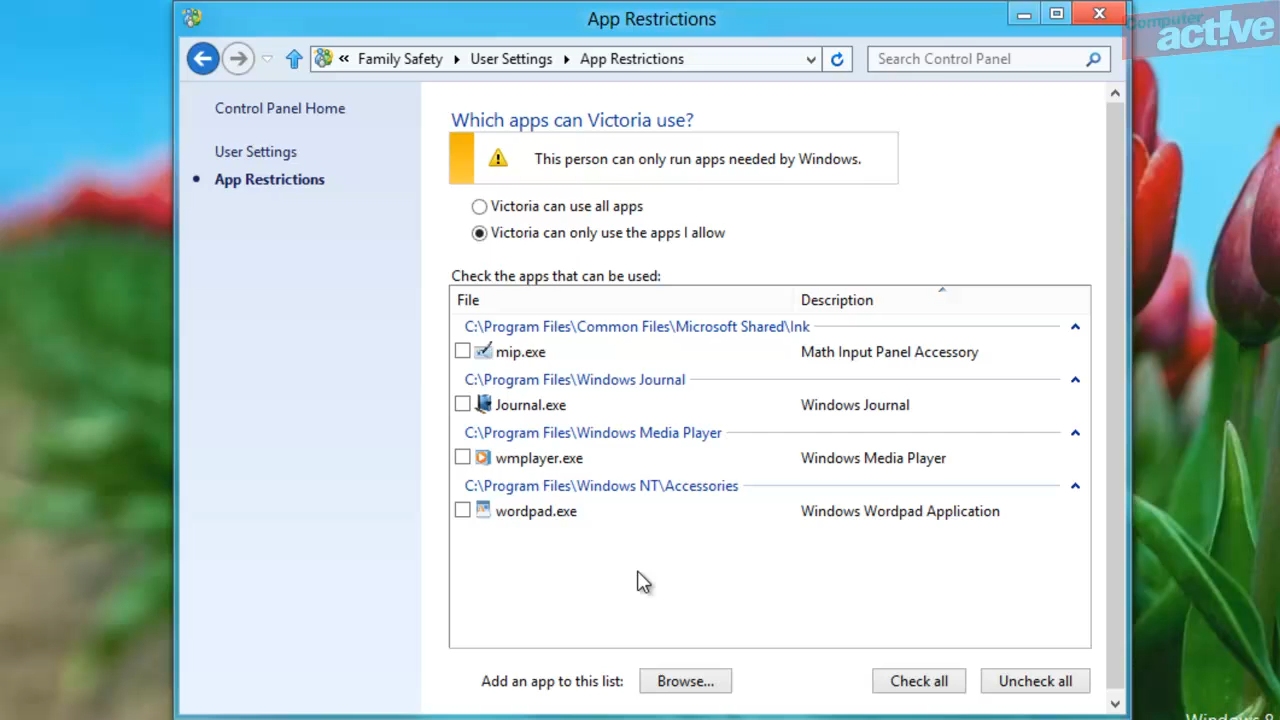 App Restrictions
Computer
act!ve
« Family Safety ▸ User Settings ▸ App Restrictions
Search Control Panel
Control Panel Home
User Settings
• App Restrictions
Which apps can Victoria use?
This person can only run apps needed by Windows.
Victoria can use all apps
Victoria can only use the apps I allow
Check the apps that can be used:
File Description
C:\Program Files\Common Files\Microsoft Shared\Ink
mip.exe Math Input Panel Accessory
C:\Program Files\Windows Journal
Journal.exe Windows Journal
C:\Program Files\Windows Media Player
wmplayer.exe Windows Media Player
C:\Program Files\Windows NT\Accessories
wordpad.exe Windows Wordpad Application
Add an app to this list: Browse... Check all Uncheck all
Windows 8